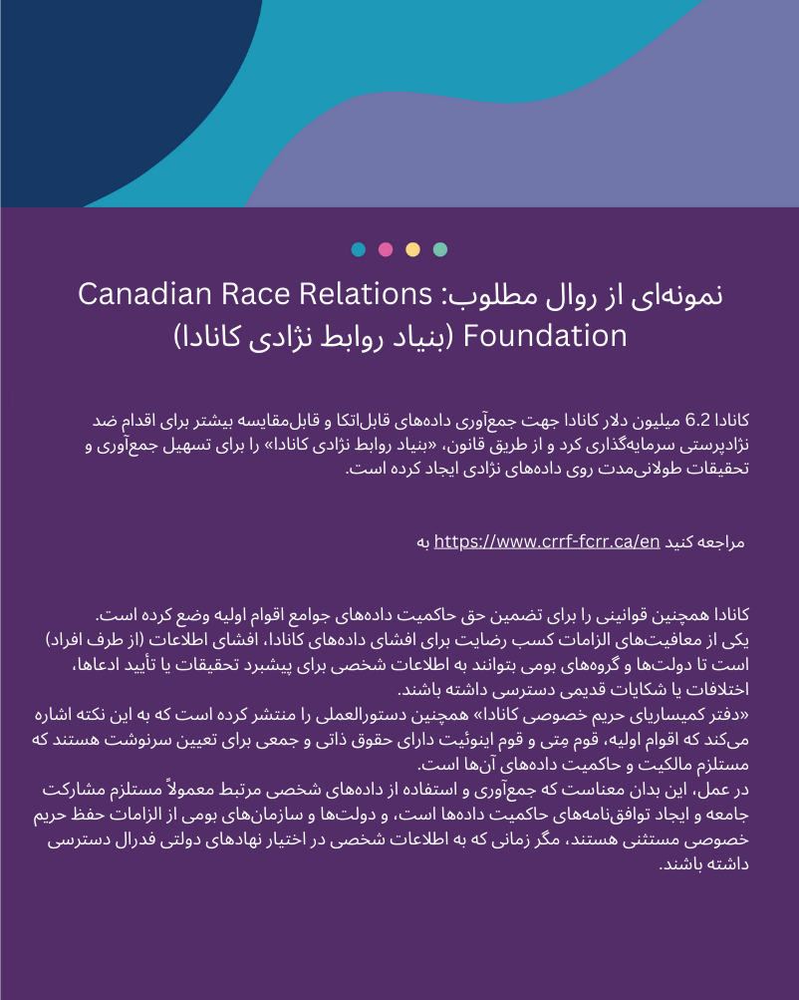 نمونه‌ای از روال مطلوب: Canadian Race Relations
Foundation (بنیاد روابط نژادی کانادا)
کانادا 6.2 میلیون دلار کانادا جهت جمع‌آوری داده‌های قابل‌اتکا و قابل‌مقایسه بیشتر برای اقدام ضد
نژادپرستی سرمایه‌گذاری کرد و از طریق قانون، «بنیاد روابط نژادی کانادا» را برای تسهیل جمع‌آوری و
تحقیقات طولانی‌مدت روی داده‌های نژادی ایجاد کرده است.
مراجعه کنید https://www.crrf-fcrr.ca/en به
کانادا همچنین قوانینی را برای تضمین حق حاکمیت داده‌های جوامع اقوام اولیه وضع کرده است.
یکی از معافیت‌های الزامات کسب رضایت برای افشای داده‌های کانادا، افشای اطلاعات (از طرف افراد)
است تا دولت‌ها و گروه‌های بومی بتوانند به اطلاعات شخصی برای پیشبرد تحقیقات یا تأیید ادعاها،
اختلافات یا شکایات قدیمی دسترسی داشته باشند.
«دفتر کمیساریای حریم خصوصی کانادا» همچنین دستورالعملی را منتشر کرده است که به این نکته اشاره
می‌کند که اقوام اولیه، قوم مِتی و قوم اینوئیت دارای حقوق ذاتی و جمعی برای تعیین سرنوشت هستند که
مستلزم مالکیت و حاکمیت داده‌های آن‌ها است.
در عمل، این بدان معناست که جمع‌آوری و استفاده از داده‌های شخصی مرتبط معمولاً مستلزم مشارکت
جامعه و ایجاد توافق‌نامه‌های حاکمیت داده‌ها است، و دولت‌ها و سازمان‌های بومی از الزامات حفظ حریم
خصوصی مستثنی هستند، مگر زمانی که به اطلاعات شخصی در اختیار نهادهای دولتی فدرال دسترسی
داشته باشند.